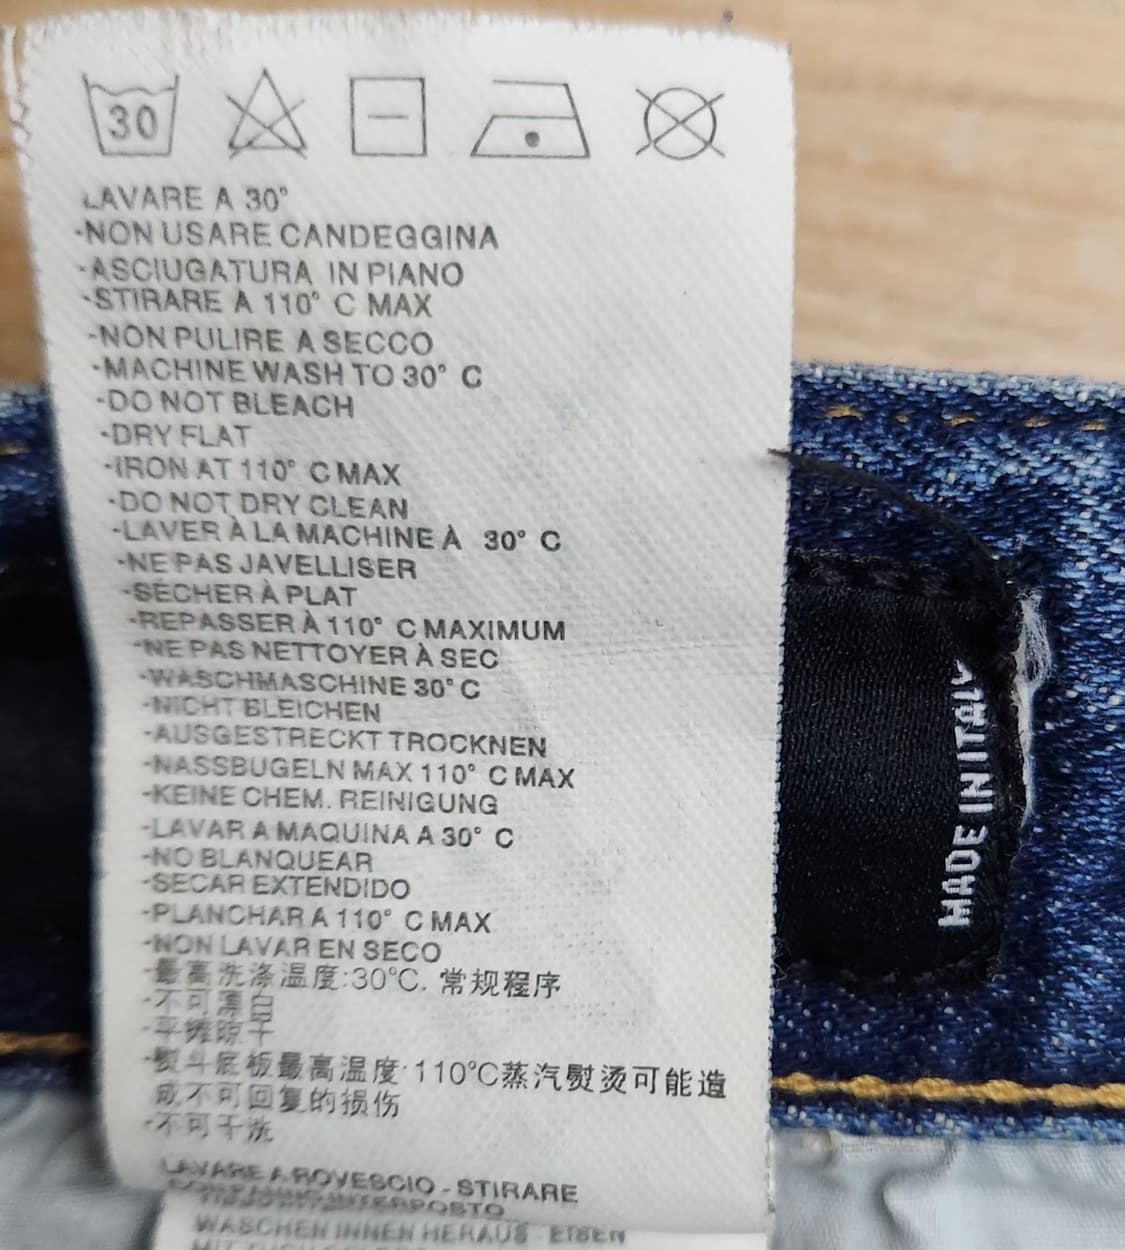 30
LAVARE A 30°
-NON USARE CANDEGGINA
-ASCIUGATURA IN PIANO
-STIRARE A 110° C MAX
-NON PULIRE A SECCO
-MACHINE WASH TO 30° C
-DO NOT BLEACH
-DRY FLAT
-IRON AT 110° C MAX
-DO NOT DRY CLEAN
-LAVER À LA MACHINE À 30° C
-NE PAS JAVELLISER
-SÉCHER À PLAT
-REPASSER À 110° C MAXIMUM
-NE PAS NETTOYER À SEC
-WASCHMASCHINE 30° C
-NICHT BLEICHEN
-AUSGESTRECKT TROCKNEN
-NASSBUGELN MAX 110° C MAX
-KEINE CHEM. REINIGUNG
-LAVAR A MAQUINA A 30° C
-NO BLANQUEAR
-SECAR EXTENDIDO
-PLANCHAR A 110° C MAX
-NON LAVAR EN SECO
-最高洗涤温度:30℃. 常规程序
-不可漂白
-平摊晾干
-熨斗底板最高温度:110℃蒸汽熨烫可能造
成不可回复的损伤
-不可干洗
LAVARE A ROVESCIO - STIRARE
INTERPOSTO
WASCHEN INNEN HERAUS - EISEN
MADE IN ITALY